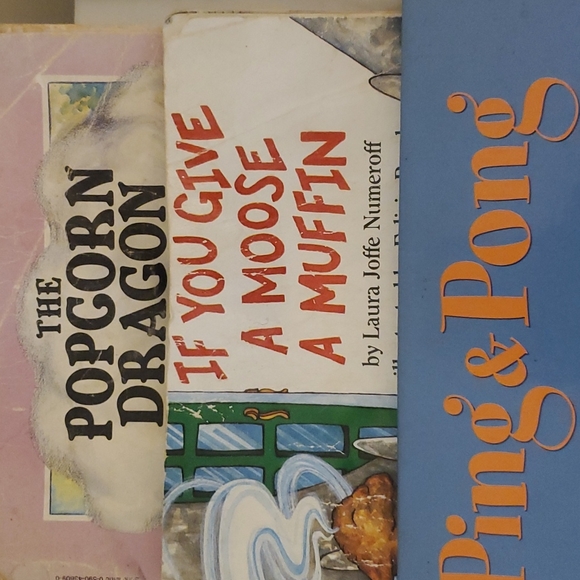 THE
POPCORN
DRAGON
IF YOU GIVE
A MOOSE
A MUFFIN
by Laura Joffe Numeroff
Ping & Pong